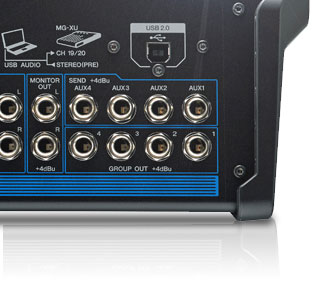 MG-XU
USB 2.0
CH 19/20
USB AUDIO STEREO(PRE)
MONITOR OUT
SEND +4dBu
AUX4 AUX3 AUX2 AUX1
L L
R R 4 3 2 1
+4dBu GROUP OUT +4dBu